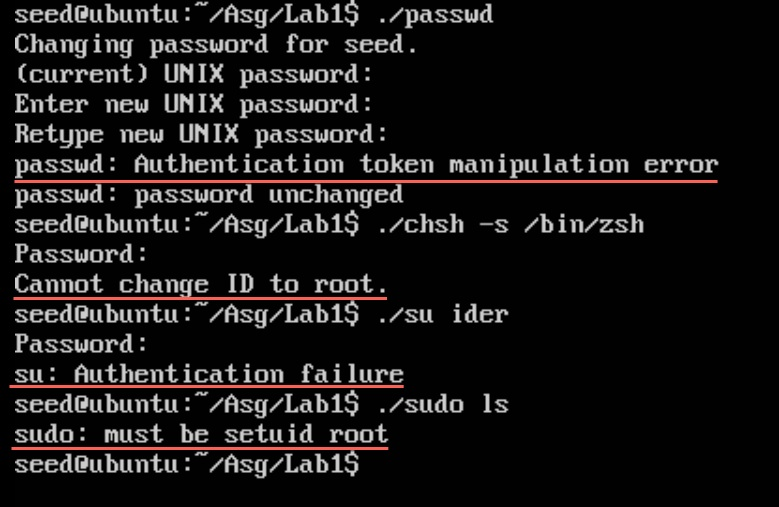 seed@ubuntu:~/Asg/Lab1$ ./passwd
Changing password for seed.
(current) UNIX password:
Enter new UNIX password:
Retype new UNIX password:
passwd: Authentication token manipulation error
passwd: password unchanged
seed@ubuntu:~/Asg/Lab1$ ./chsh -s /bin/zsh
Password:
Cannot change ID to root.
seed@ubuntu:~/Asg/Lab1$ ./su ider
Password:
su: Authentication failure
seed@ubuntu:~/Asg/Lab1$ ./sudo ls
sudo: must be setuid root
seed@ubuntu:~/Asg/Lab1$